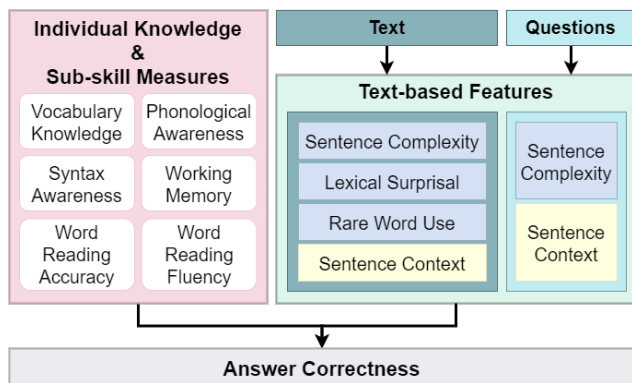 Individual Knowledge
&
Sub-skill Measures
Vocabulary
Knowledge
Phonological
Awareness
Syntax
Awareness
Working
Memory
Word
Reading
Accuracy
Word
Reading
Fluency
Text
Questions
Text-based Features
Sentence Complexity
Lexical Surprisal
Rare Word Use
Sentence Context
Sentence
Complexity
Sentence
Context
Answer Correctness